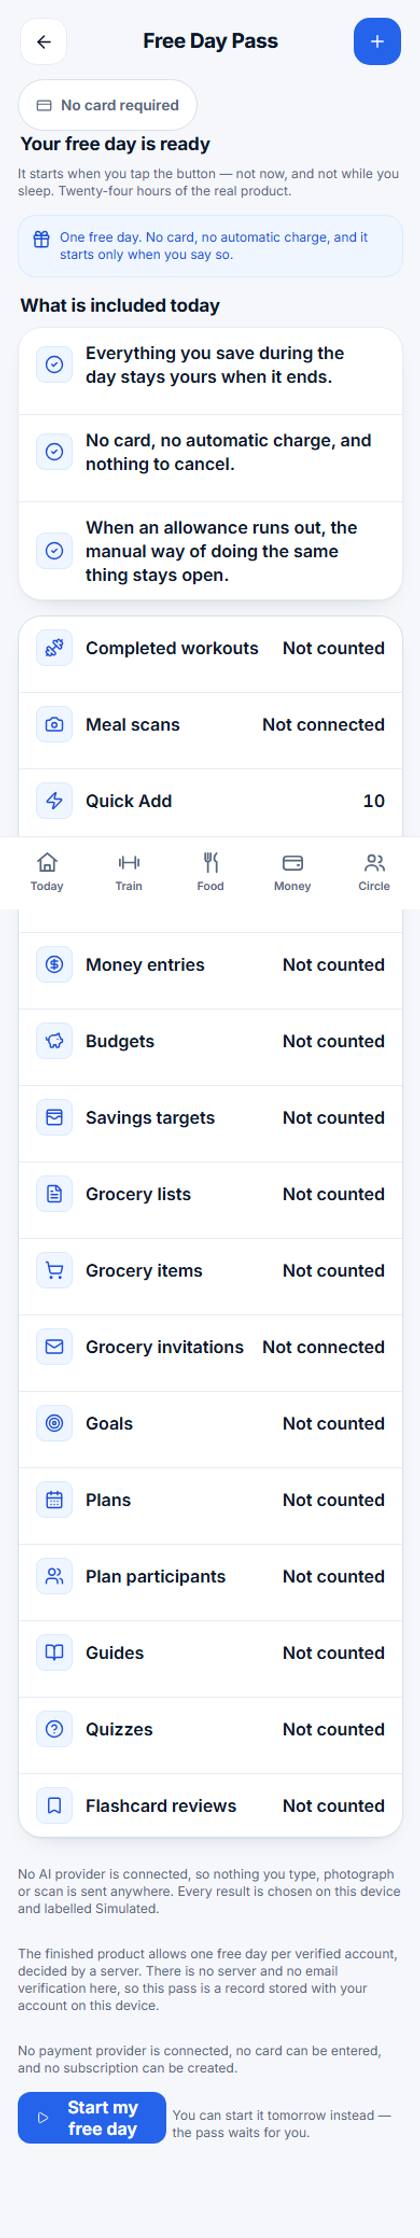 Free Day Pass
No card required
Your free day is ready
It starts when you tap the button — not now, and not while you
sleep. Twenty-four hours of the real product.
One free day. No card, no automatic charge, and it
starts only when you say so.
What is included today
Everything you save during the
day stays yours when it ends.
No card, no automatic charge, and
nothing to cancel.
When an allowance runs out, the
manual way of doing the same
thing stays open.
Completed workouts Not counted
Meal scans Not connected
Quick Add 10
Today Train Food Money Circle
Money entries Not counted
Budgets Not counted
Savings targets Not counted
Grocery lists Not counted
Grocery items Not counted
Grocery invitations Not connected
Goals Not counted
Plans Not counted
Plan participants Not counted
Guides Not counted
Quizzes Not counted
Flashcard reviews Not counted
No AI provider is connected, so nothing you type, photograph
or scan is sent anywhere. Every result is chosen on this device
and labelled Simulated.
The finished product allows one free day per verified account,
decided by a server. There is no server and no email
verification here, so this pass is a record stored with your
account on this device.
No payment provider is connected, no card can be entered,
and no subscription can be created.
Start my
free day
You can start it tomorrow instead —
the pass waits for you.